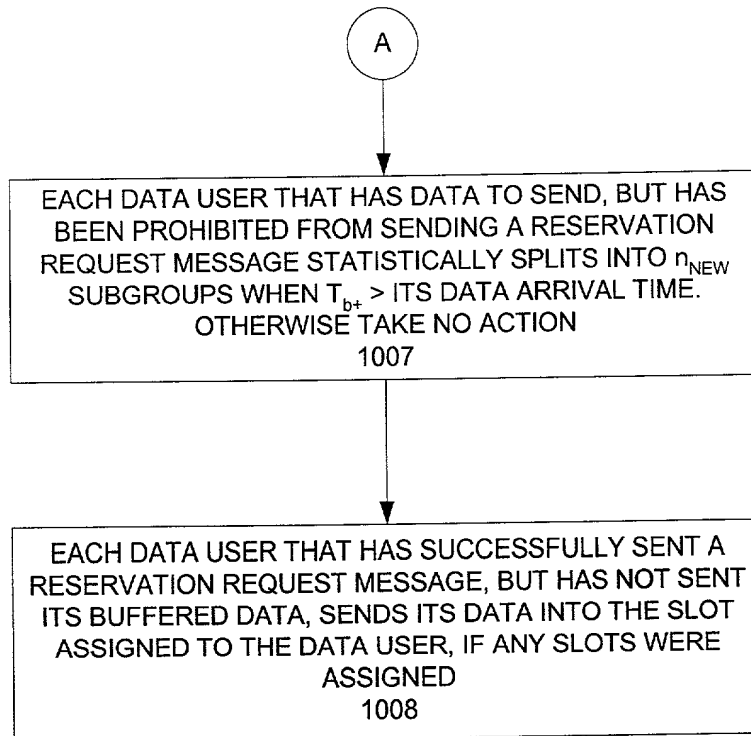 A
EACH DATA USER THAT HAS DATA TO SEND, BUT HAS
BEEN PROHIBITED FROM SENDING A RESERVATION
REQUEST MESSAGE STATISTICALLY SPLITS INTO n_NEW
SUBGROUPS WHEN T_b+ > ITS DATA ARRIVAL TIME.
OTHERWISE TAKE NO ACTION
1007
EACH DATA USER THAT HAS SUCCESSFULLY SENT A
RESERVATION REQUEST MESSAGE, BUT HAS NOT SENT
ITS BUFFERED DATA, SENDS ITS DATA INTO THE SLOT
ASSIGNED TO THE DATA USER, IF ANY SLOTS WERE
ASSIGNED
1008